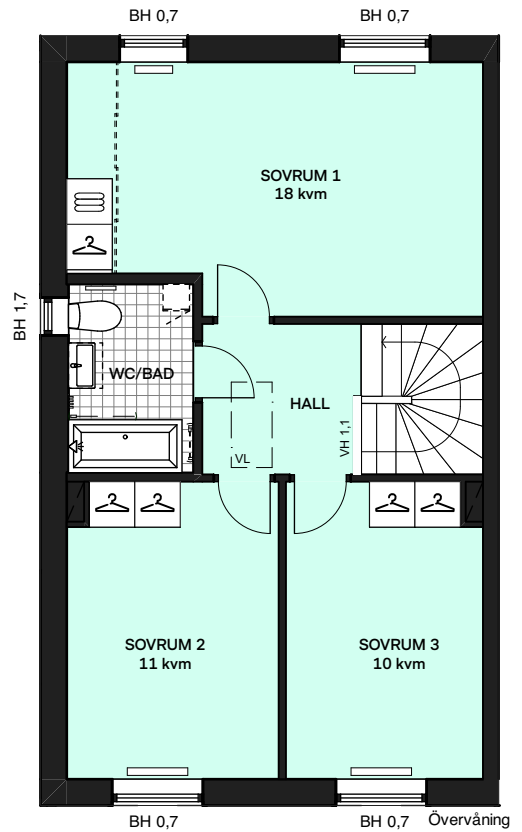 BH 0,7
BH 0,7
SOVRUM 1
18 kvm
BH 1,7
WC/BAD
HALL
VH 1,1
VL
SOVRUM 2
11 kvm
SOVRUM 3
10 kvm
BH 0,7
BH 0,7
Övervåning